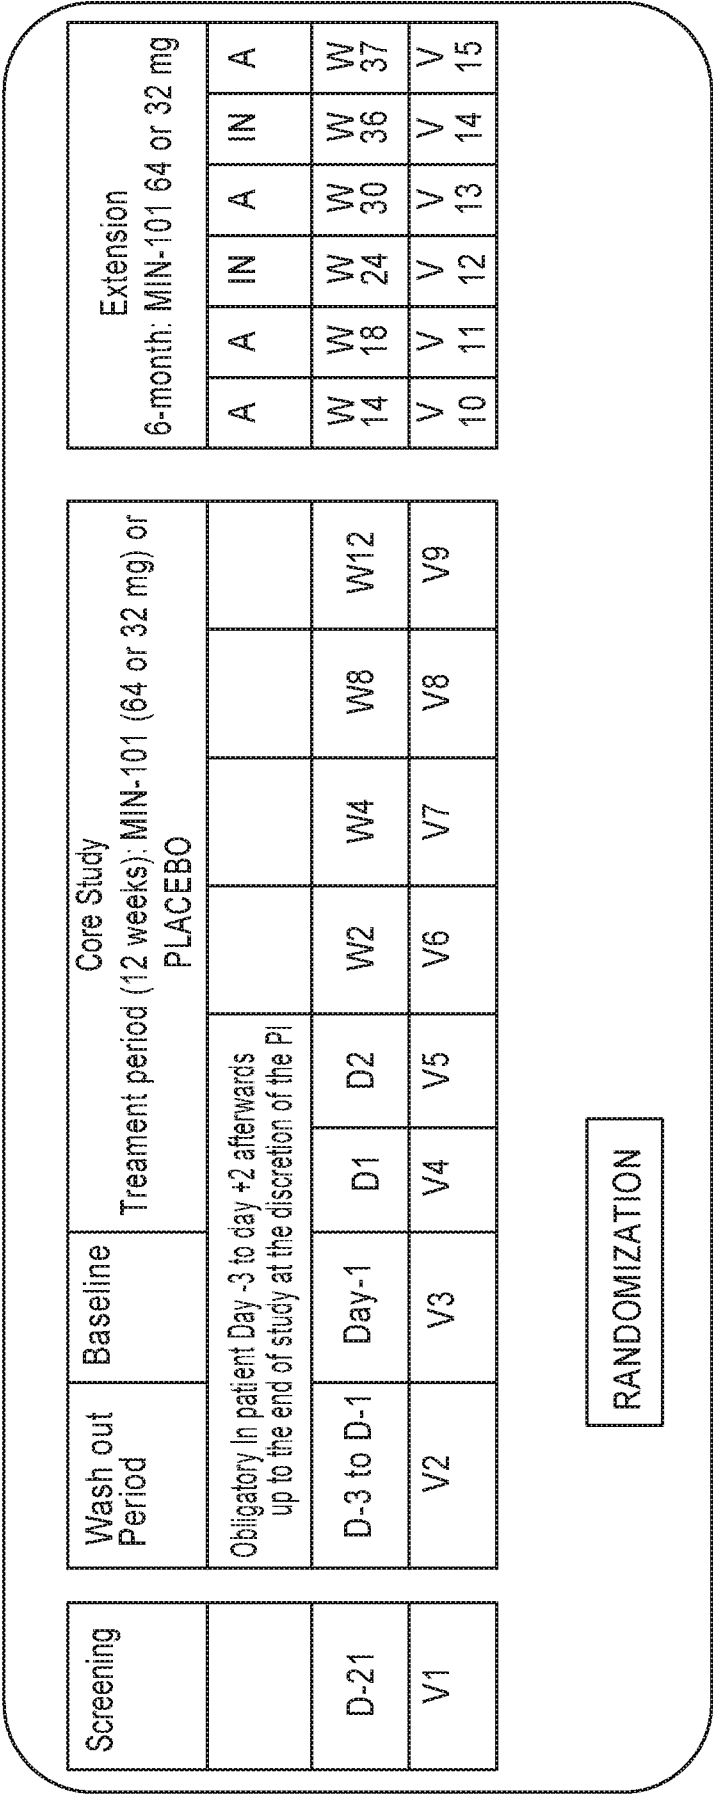 Screening
Wash out
Period
Baseline
Core Study
Treament period (12 weeks): MIN-101 (64 or 32 mg) or
PLACEBO
Extension
6-month: MIN-101 64 or 32 mg
Obligatory In patient Day -3 to day +2 afterwards
up to the end of study at the discretion of the PI
A
A
IN
A
IN
A
D-21
D-3 to D-1
Day-1
D1
D2
W2
W4
W8
W12
W
14
W
18
W
24
W
30
W
36
W
37
V1
V2
V3
V4
V5
V6
V7
V8
V9
V
10
V
11
V
12
V
13
V
14
V
15
RANDOMIZATION